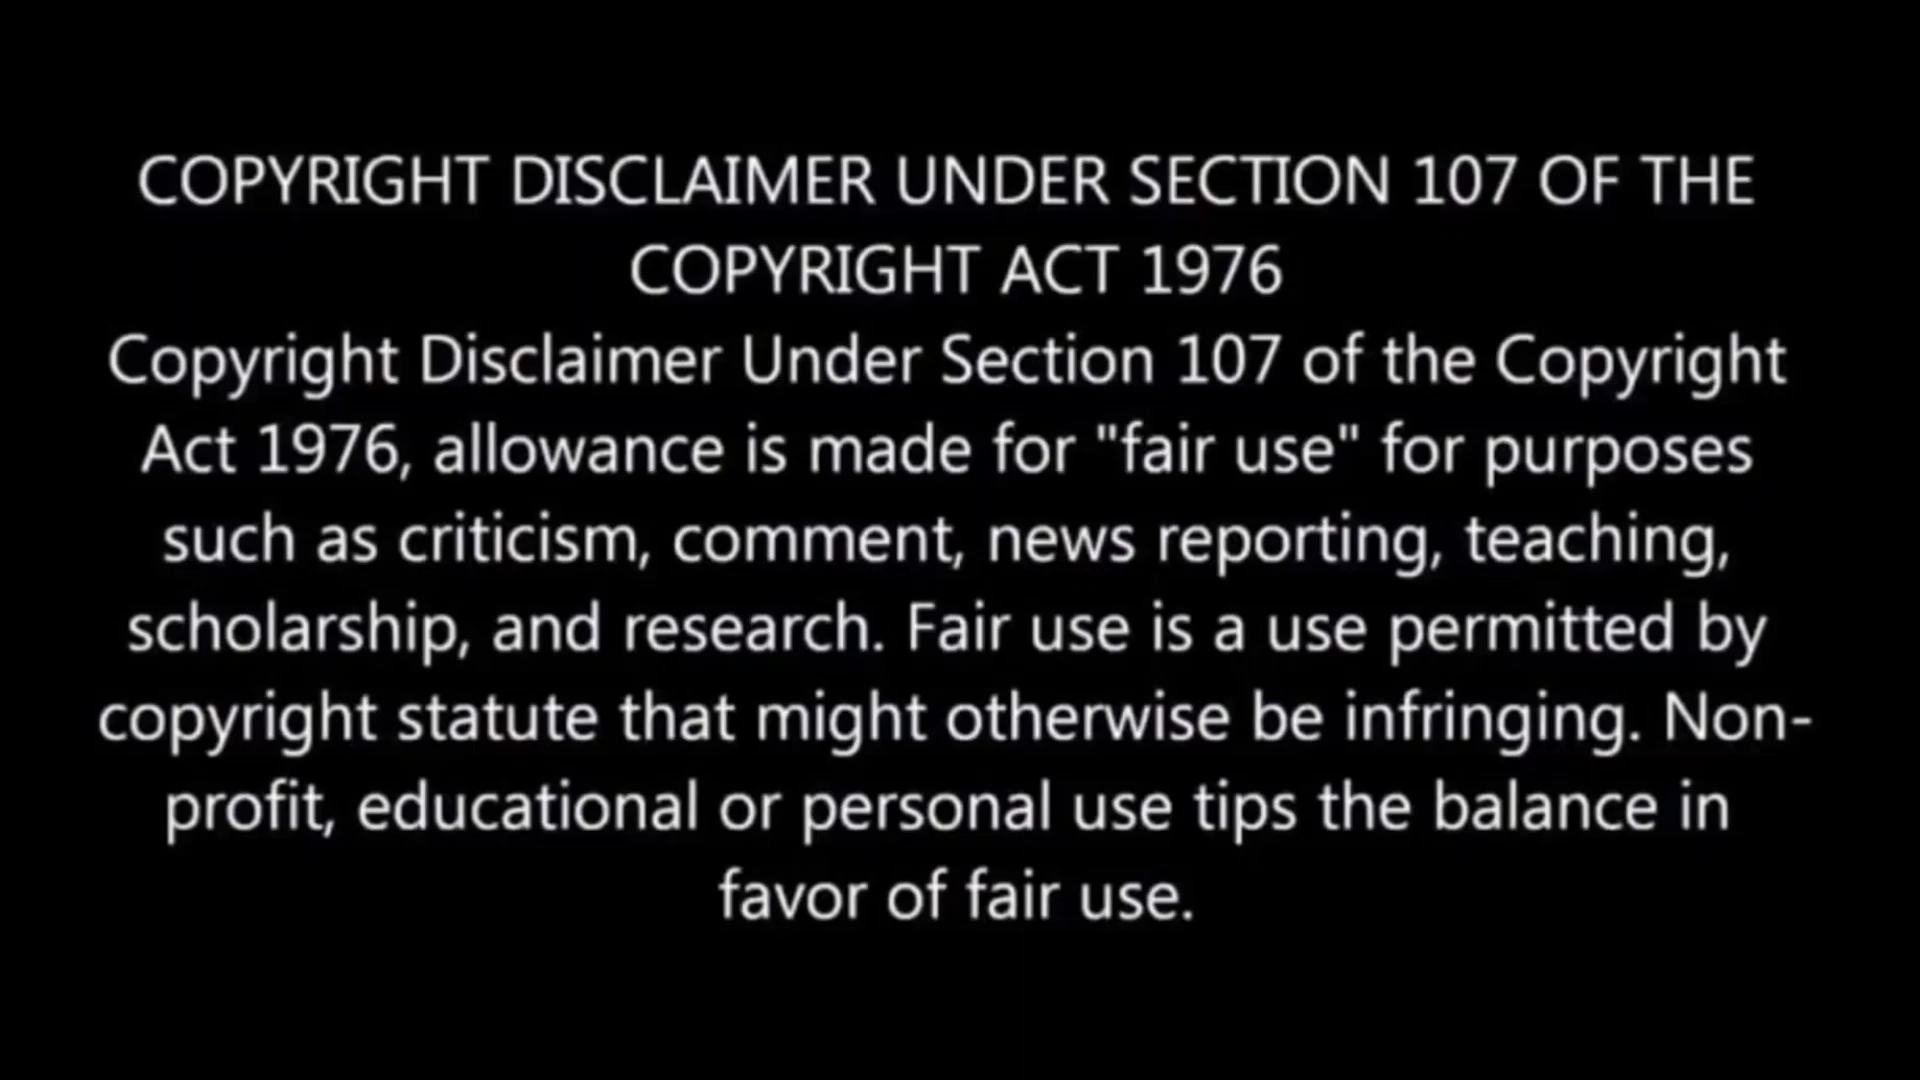 COPYRIGHT DISCLAIMER UNDER SECTION 107 OF THE
COPYRIGHT ACT 1976
Copyright Disclaimer Under Section 107 of the Copyright
Act 1976, allowance is made for "fair use" for purposes
such as criticism, comment, news reporting, teaching,
scholarship, and research. Fair use is a use permitted by
copyright statute that might otherwise be infringing. Non-
profit, educational or personal use tips the balance in
favor of fair use.